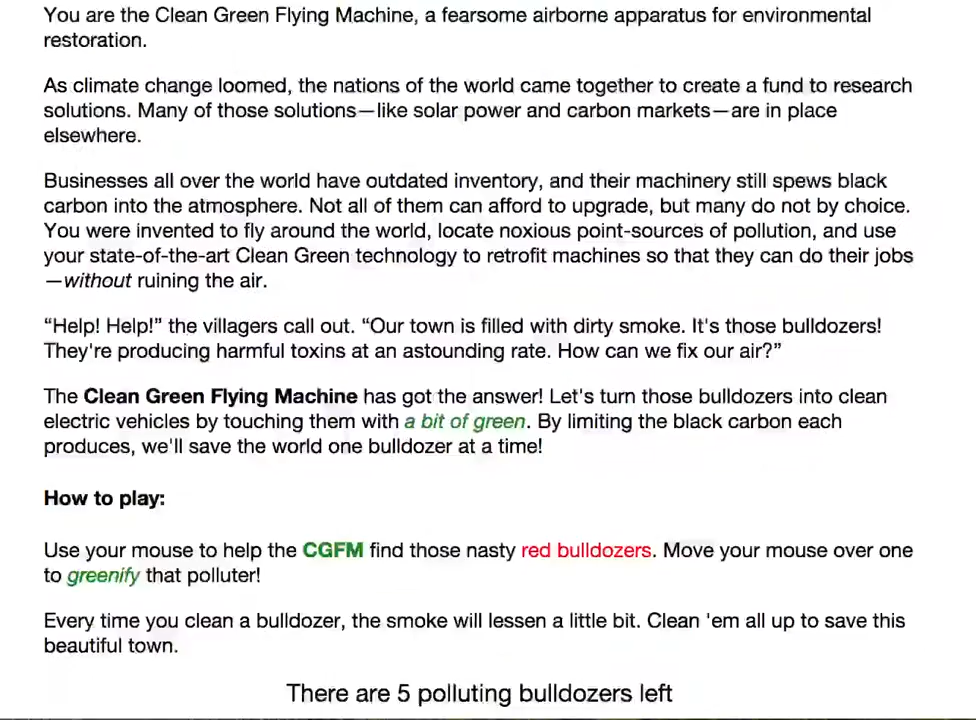 You are the Clean Green Flying Machine, a fearsome airborne apparatus for environmental
restoration.
As climate change loomed, the nations of the world came together to create a fund to research
solutions. Many of those solutions—like solar power and carbon markets—are in place
elsewhere.
Businesses all over the world have outdated inventory, and their machinery still spews black
carbon into the atmosphere. Not all of them can afford to upgrade, but many do not by choice.
You were invented to fly around the world, locate noxious point-sources of pollution, and use
your state-of-the-art Clean Green technology to retrofit machines so that they can do their jobs
—without ruining the air.
“Help! Help!” the villagers call out. “Our town is filled with dirty smoke. It's those bulldozers!
They're producing harmful toxins at an astounding rate. How can we fix our air?”
The Clean Green Flying Machine has got the answer! Let's turn those bulldozers into clean
electric vehicles by touching them with a bit of green. By limiting the black carbon each
produces, we'll save the world one bulldozer at a time!
How to play:
Use your mouse to help the CGFM find those nasty red bulldozers. Move your mouse over one
to greenify that polluter!
Every time you clean a bulldozer, the smoke will lessen a little bit. Clean 'em all up to save this
beautiful town.
There are 5 polluting bulldozers left